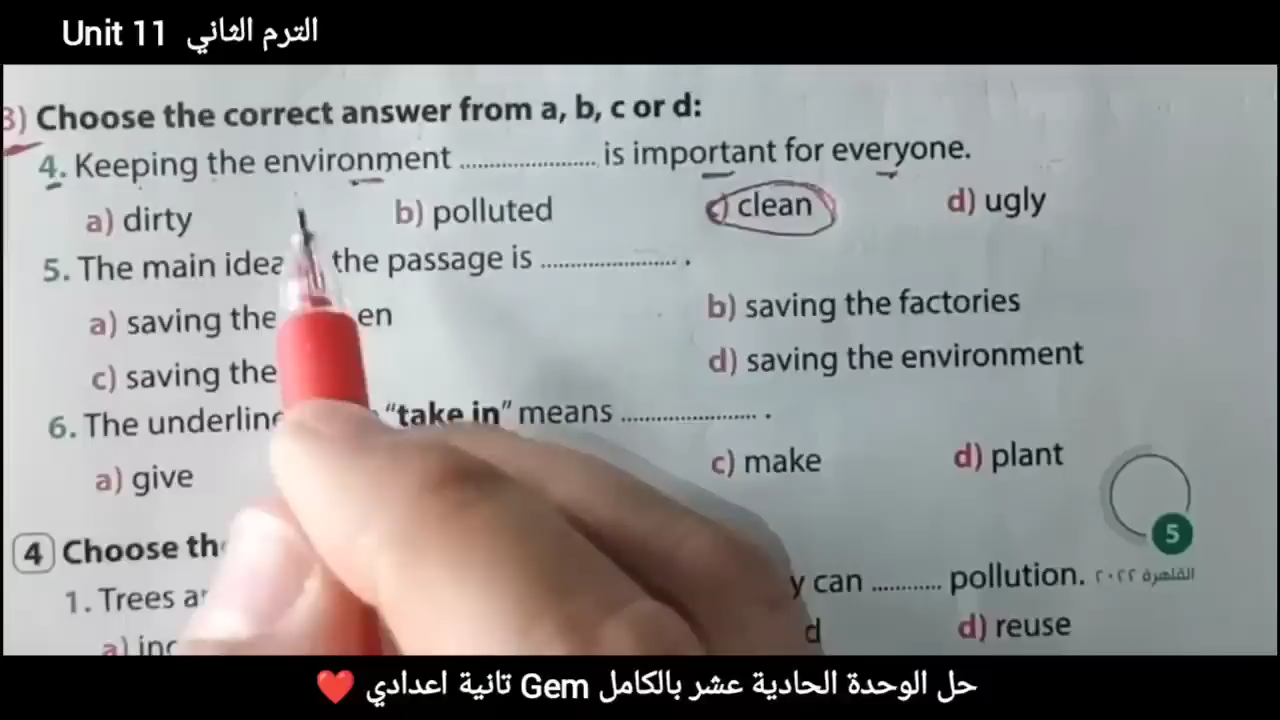 Unit 11 الترم الثاني
3) Choose the correct answer from a, b, c or d:
4. Keeping the environment ..................... is important for everyone.
a) dirty b) polluted c) clean d) ugly
5. The main idea the passage is ..................... .
a) saving the en b) saving the factories
c) saving the d) saving the environment
6. The "take in" means ..................... .
a) give c) make d) plant
4 Choose
1. Trees can ........... pollution.
d) reuse
5
القاهرة ٢٠٢٢
حل الوحدة الحادية عشر بالكامل Gem تانية اعدادي ❤️